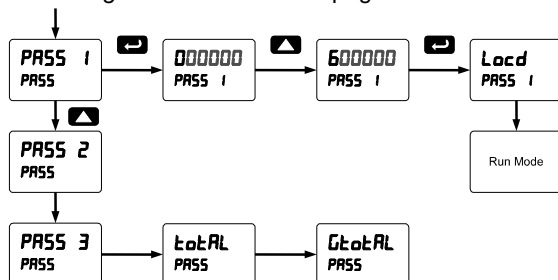 PASS 1
PASS
000000
PASS 1
600000
PASS 1
Locd
PASS 1
PASS 2
PASS
Run Mode
PASS 3
PASS
totAL
PASS
GtotAL
PASS